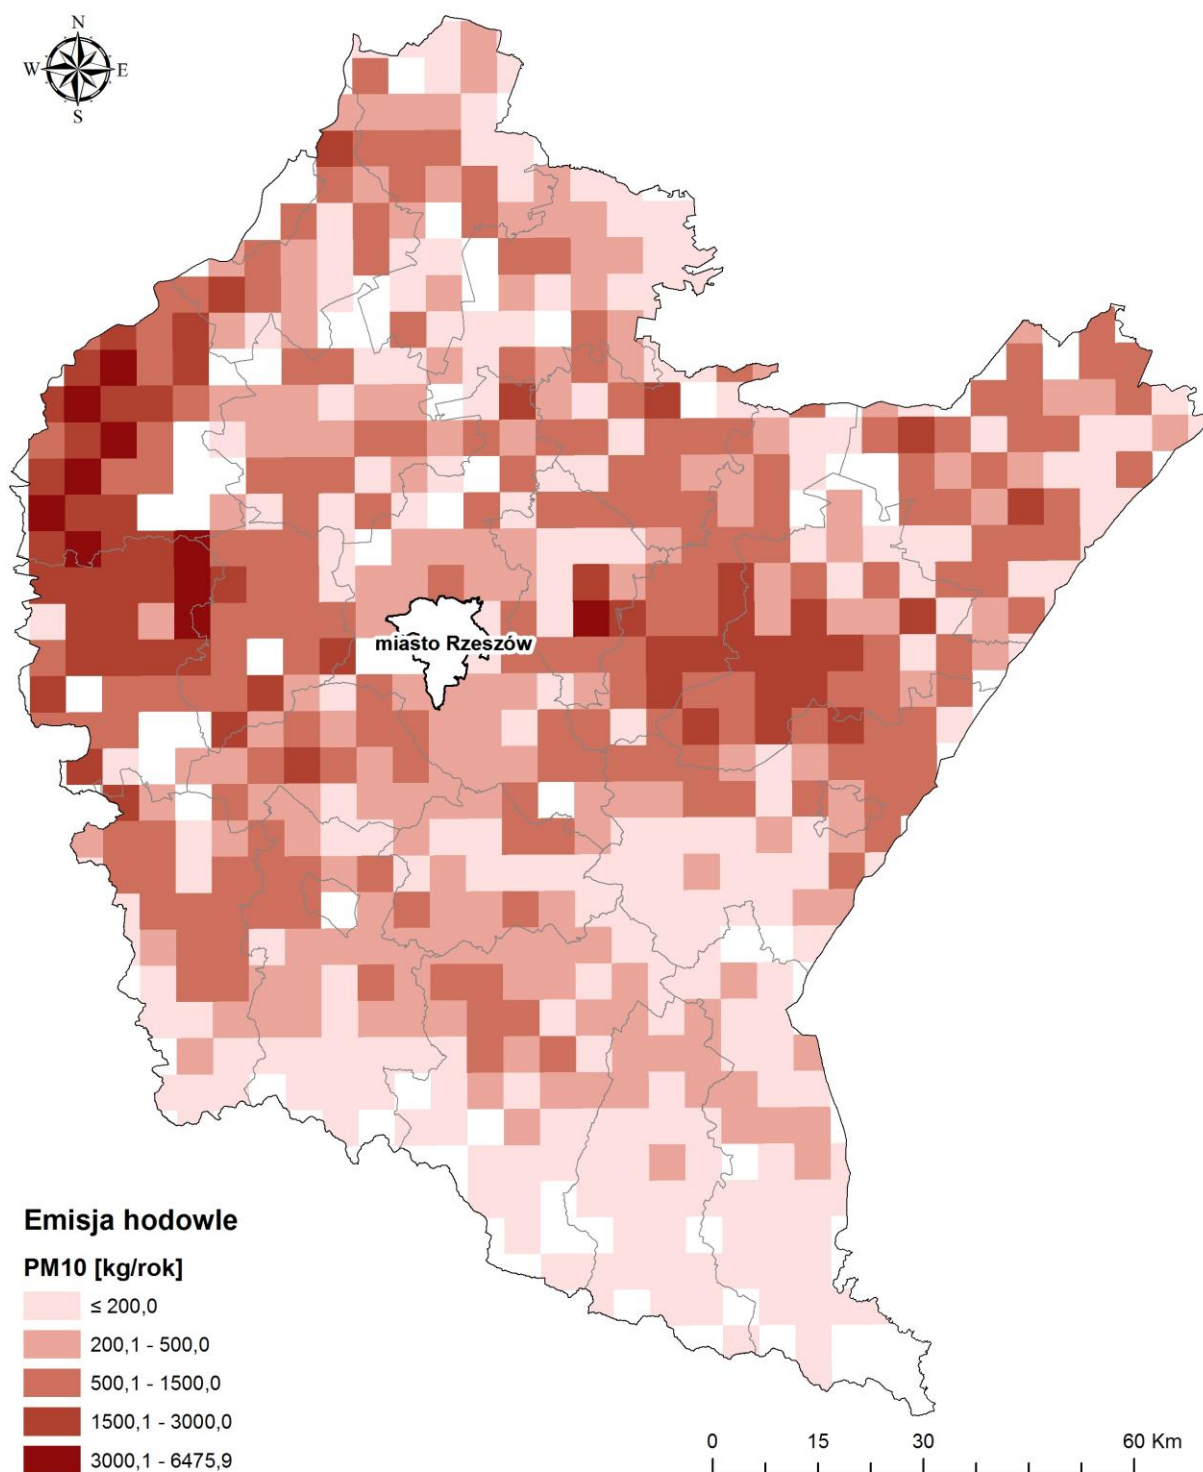 N
W E
S
miasto Rzeszów
Emisja hodowle
PM10 [kg/rok]
≤ 200,0
200,1 - 500,0
500,1 - 1500,0
1500,1 - 3000,0
3000,1 - 6475,9
0 15 30 60 Km